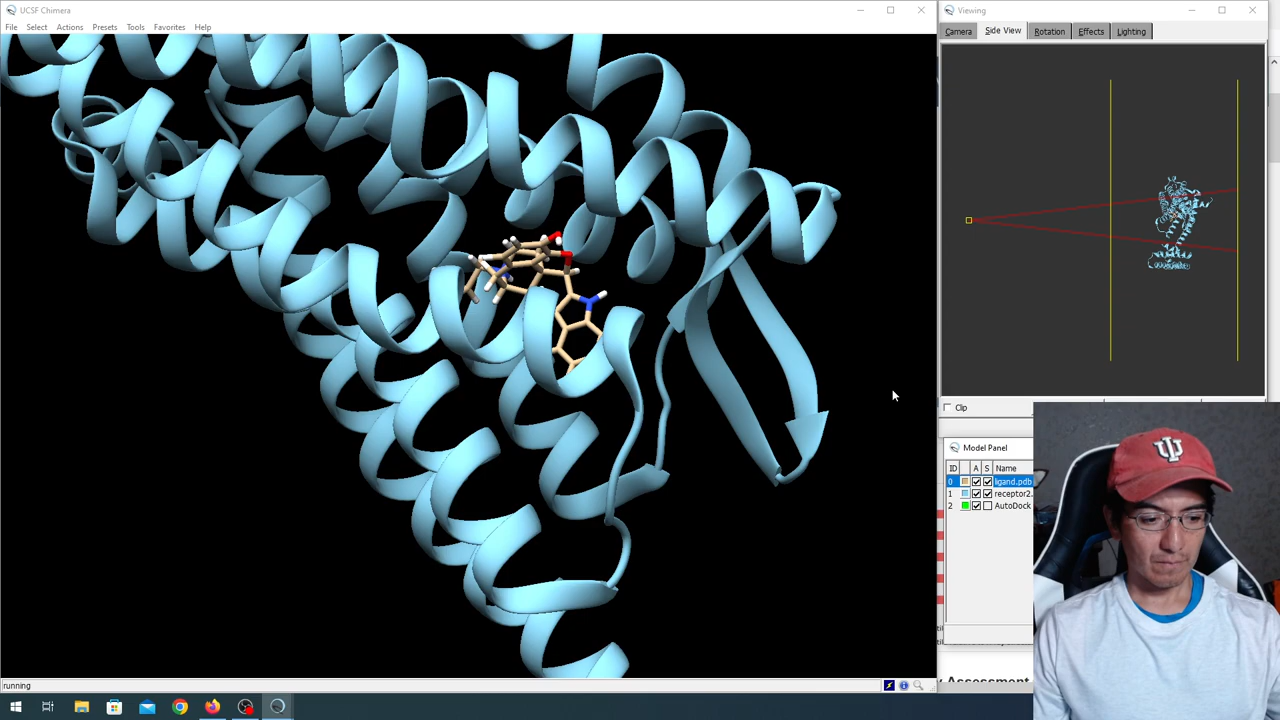 UCSF Chimera
File Select Actions Presets Tools Favorites Help
Viewing
Camera Side View Rotation Effects Lighting
Clip
Model Panel
ID A S Name
0 ligand.pdb
1 receptor2.
2 AutoDock
running
Assessment